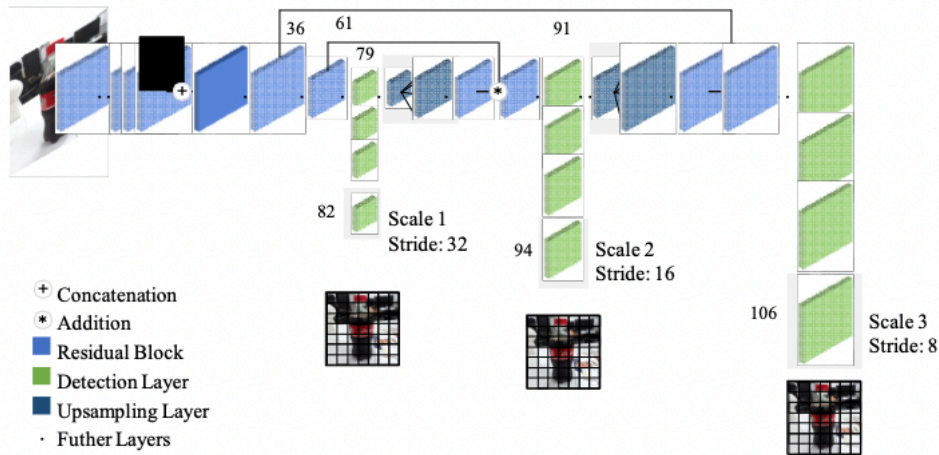 36
61
79
91
82
Scale 1
Stride: 32
94
Scale 2
Stride: 16
106
Scale 3
Stride: 8
+
*
+ Concatenation
* Addition
Residual Block
Detection Layer
Upsampling Layer
Futher Layers